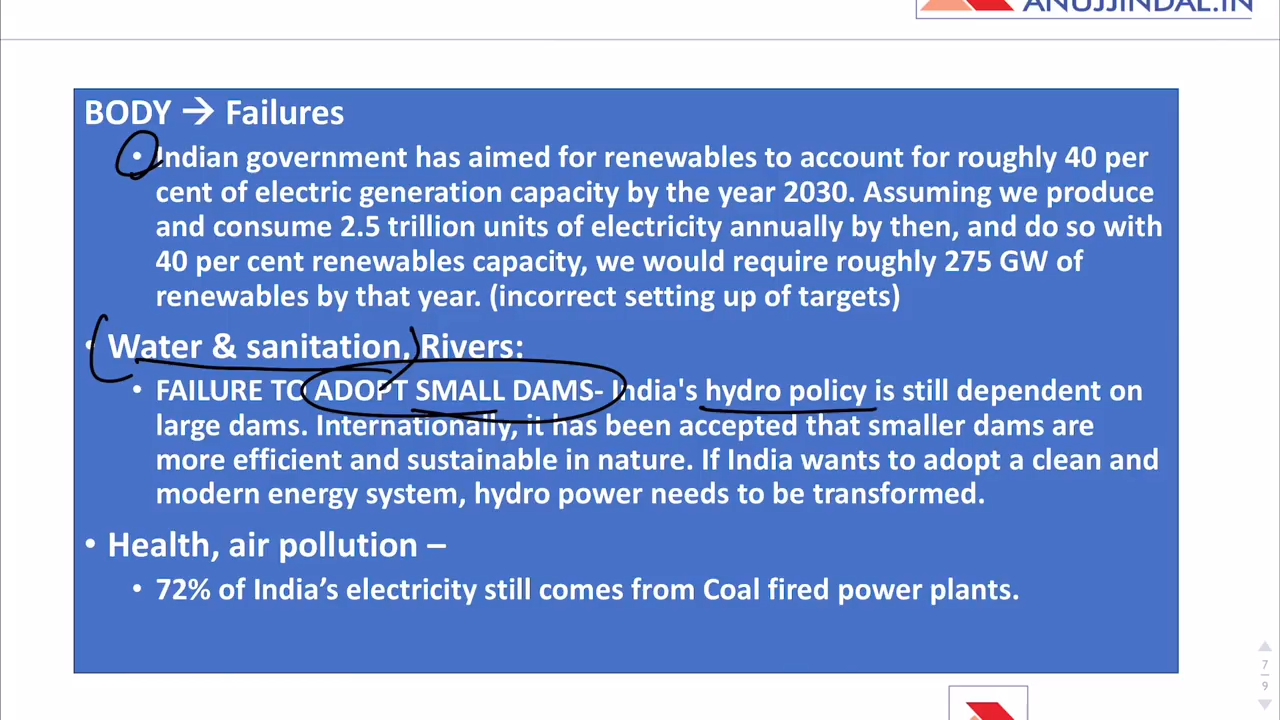 ANUJJINDAL.IN
BODY → Failures
• Indian government has aimed for renewables to account for roughly 40 per
cent of electric generation capacity by the year 2030. Assuming we produce
and consume 2.5 trillion units of electricity annually by then, and do so with
40 per cent renewables capacity, we would require roughly 275 GW of
renewables by that year. (incorrect setting up of targets)
• Water & sanitation, Rivers:
• FAILURE TO ADOPT SMALL DAMS- India's hydro policy is still dependent on
large dams. Internationally, it has been accepted that smaller dams are
more efficient and sustainable in nature. If India wants to adopt a clean and
modern energy system, hydro power needs to be transformed.
• Health, air pollution –
• 72% of India’s electricity still comes from Coal fired power plants.
7
9